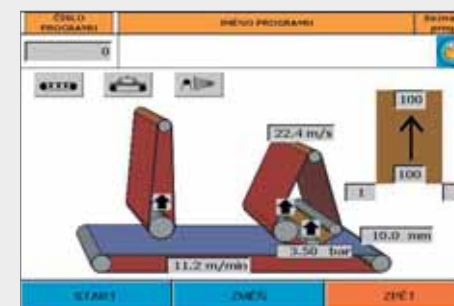 ČÍSLO PROGRAMU
JMÉNO PROGRAMU
0
100
22.4 m/s
100
1
10.0 mm
3.50 bar
11.2 m/min
START
ZMĚŇ
ZPĚT